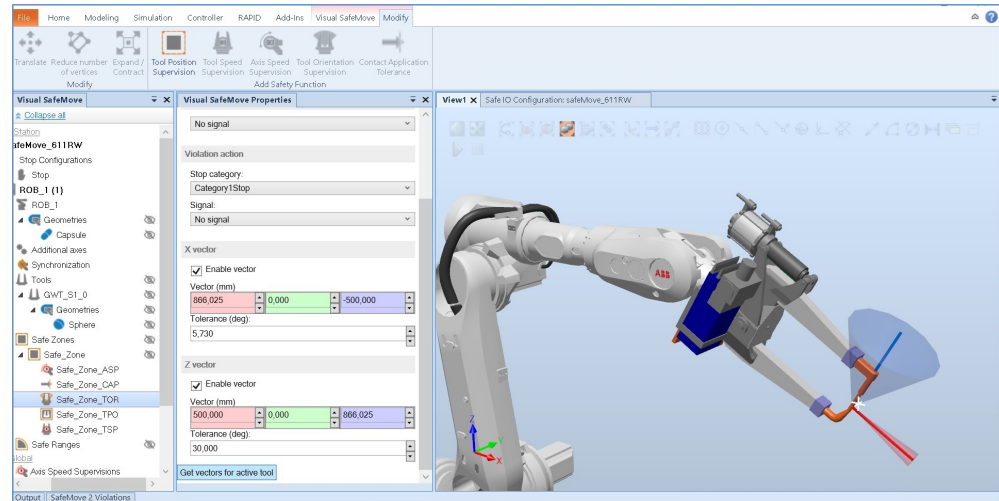 File Home Modeling Simulation Controller RAPID Add-Ins Visual SafeMove Modify
Translate Reduce number Expand / Tool Position Tool Speed Axis Speed Tool Orientation Contact Application
of vertices Contract Supervision Supervision Supervision Supervision Tolerance
Modify Add Safety Function
Visual SafeMove
Collapse all
Station
afeMove_611RW
Stop Configurations
Stop
ROB_1 (1)
ROB_1
Geometries
Capsule
Additional axes
Synchronization
Tools
GWT_S1_0
Geometries
Sphere
Safe Zones
Safe_Zone
Safe_Zone_ASP
Safe_Zone_CAP
Safe_Zone_TOR
Safe_Zone_TPO
Safe_Zone_TSP
Safe Ranges
Global
Axis Speed Supervisions
Visual SafeMove Properties
No signal
Violation action
Stop category:
Category1Stop
Signal:
No signal
X vector
Enable vector
Vector (mm)
866,025 0,000 -500,000
Tolerance (deg):
5,730
Z vector
Enable vector
Vector (mm)
500,000 0,000 866,025
Tolerance (deg):
30,000
Get vectors for active tool
View1 X Safe IO Configuration: safeMove_611RW
ABB
Z
Y
X
Output SafeMove 2 Violations